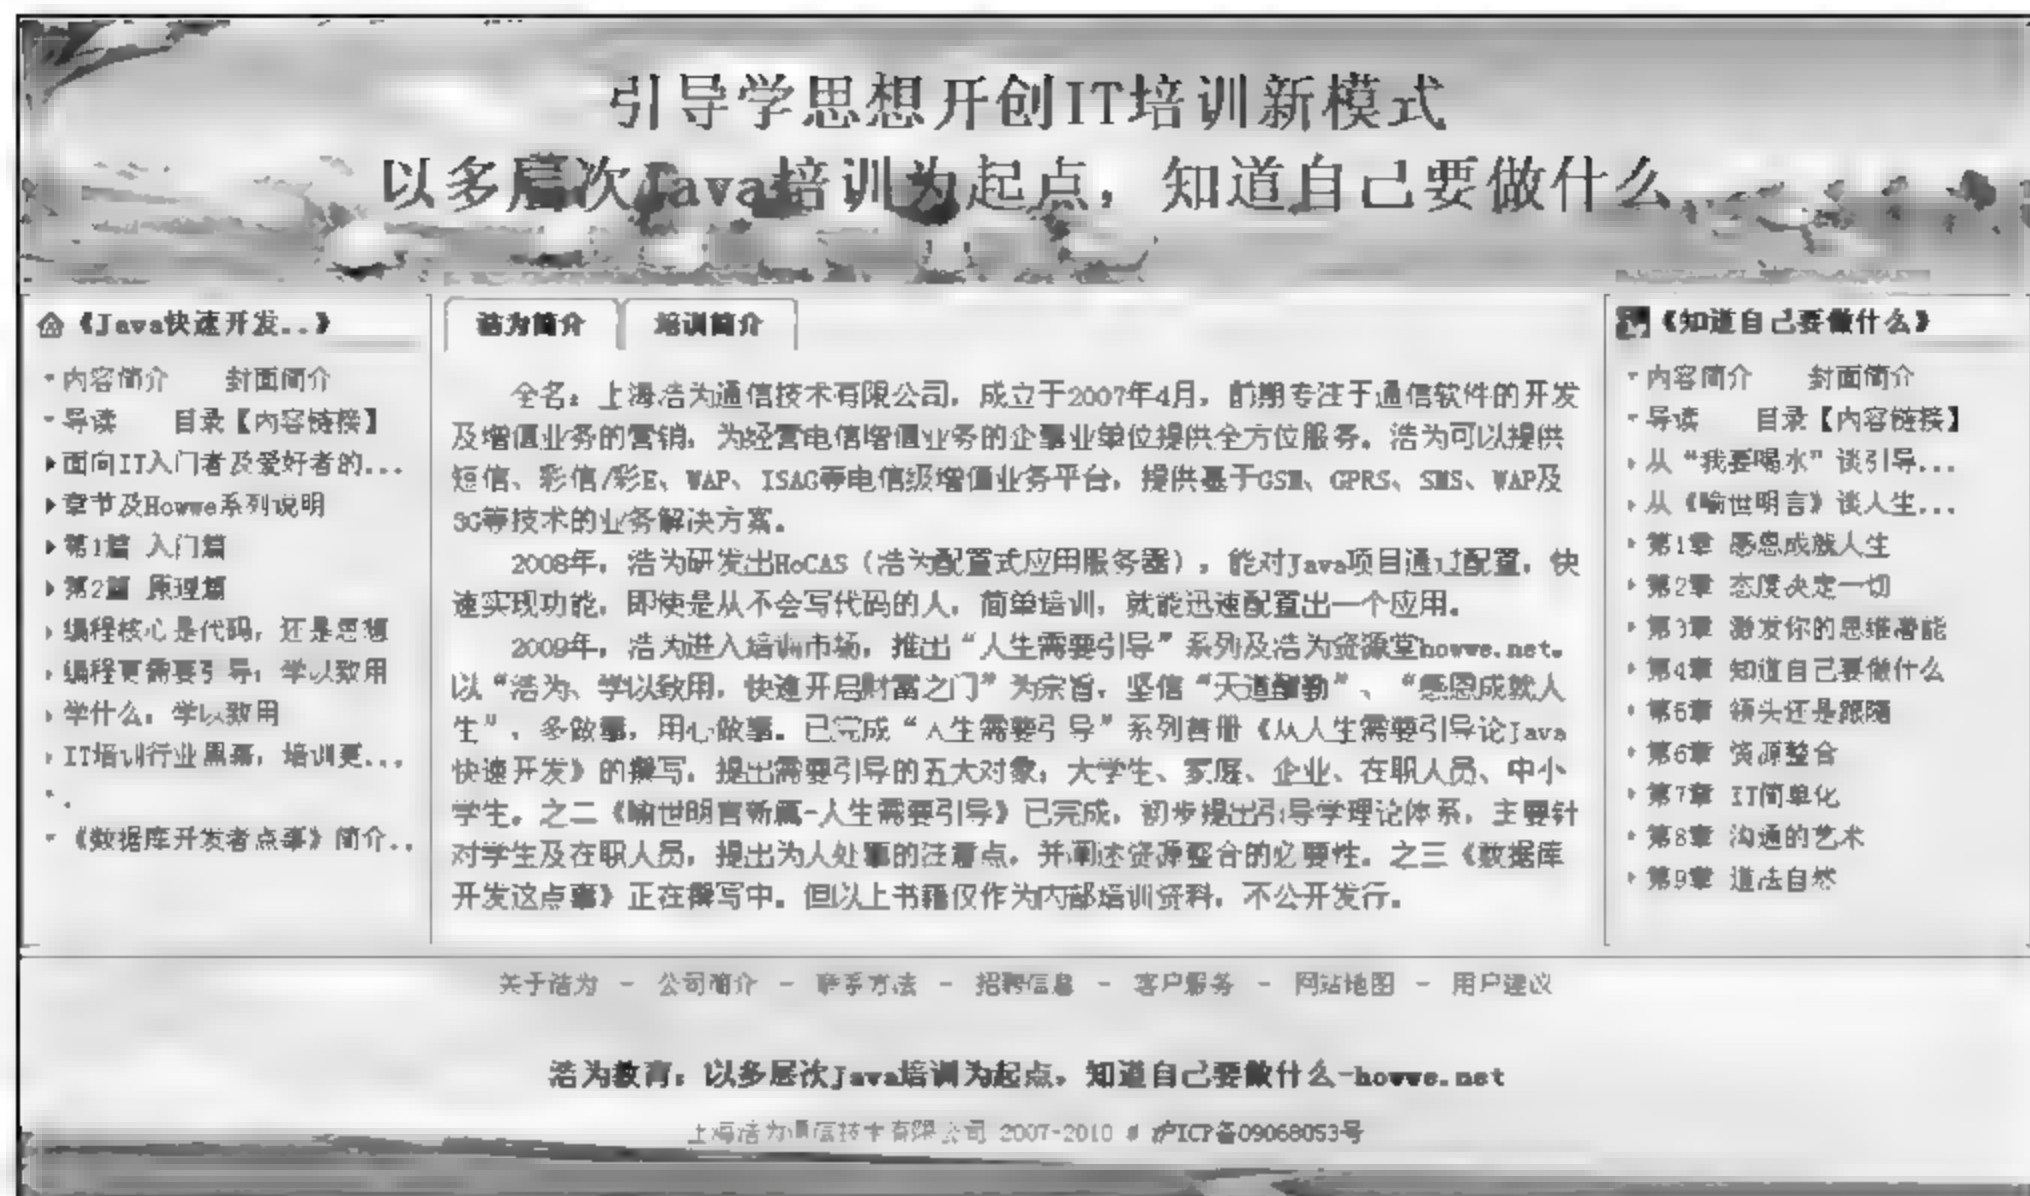 引导学思想开创IT培训新模式
以多层次Java培训为起点，知道自己要做什么
《Java快速开发..》
内容简介 封面简介
导读 目录【内容链接】
面向IT入门者及爱好者的...
章节及Howwe系列说明
第1篇 入门篇
第2篇 原理篇
编程核心是代码，还是思想
编程更需要引导，学以致用
学什么，学以致用
IT培训行业黑幕，培训更...
.
《数据库开发者点事》简介..
浩为简介 培训简介
全名：上海浩为通信技术有限公司，成立于2007年4月，前期专注于通信软件的开发
及增值业务的营销，为经营电信增值业务的企事业单位提供全方位服务。浩为可以提供
短信、彩信/彩E、WAP、ISAG等电信级增值业务平台，提供基于GSM、GPRS、SMS、WAP及
3G等技术的业务解决方案。
2008年，浩为研发出HoCAS（浩为配置式应用服务器），能对Java项目通过配置，快
速实现功能，即使是从不会写代码的人，简单培训，就能迅速配置出一个应用。
2009年，浩为进入培训市场，推出“人生需要引导”系列及浩为资源堂howwe.net。
以“浩为、学以致用，快速开启财富之门”为宗旨，坚信“天道酬勤”、“感恩成就人
生”，多做事，用心做事。已完成“人生需要引导”系列首册《从人生需要引导论Java
快速开发》的撰写，提出需要引导的五大对象：大学生、家庭、企业、在职人员、中小
学生。之二《喻世明言新篇-人生需要引导》已完成，初步提出引导学理论体系，主要针
对学生及在职人员，提出为人处事的注意点，并阐述资源整合的必要性。之三《数据库
开发这点事》正在撰写中。但以上书籍仅作为内部培训资料，不公开发行。
《知道自己要做什么》
内容简介 封面简介
导读 目录【内容链接】
从“我要喝水”谈引导...
从《喻世明言》谈人生...
第1章 感恩成就人生
第2章 态度决定一切
第3章 激发你的思维潜能
第4章 知道自己要做什么
第5章 领头还是跟随
第6章 资源整合
第7章 IT简单化
第8章 沟通的艺术
第9章 道法自然
关于浩为 - 公司简介 - 联系方法 - 招聘信息 - 客户服务 - 网站地图 - 用户建议
浩为教育：以多层次Java培训为起点，知道自己要做什么-howwe.net
上海浩为通信技术有限公司 2007-2010 # 沪ICP备09068053号